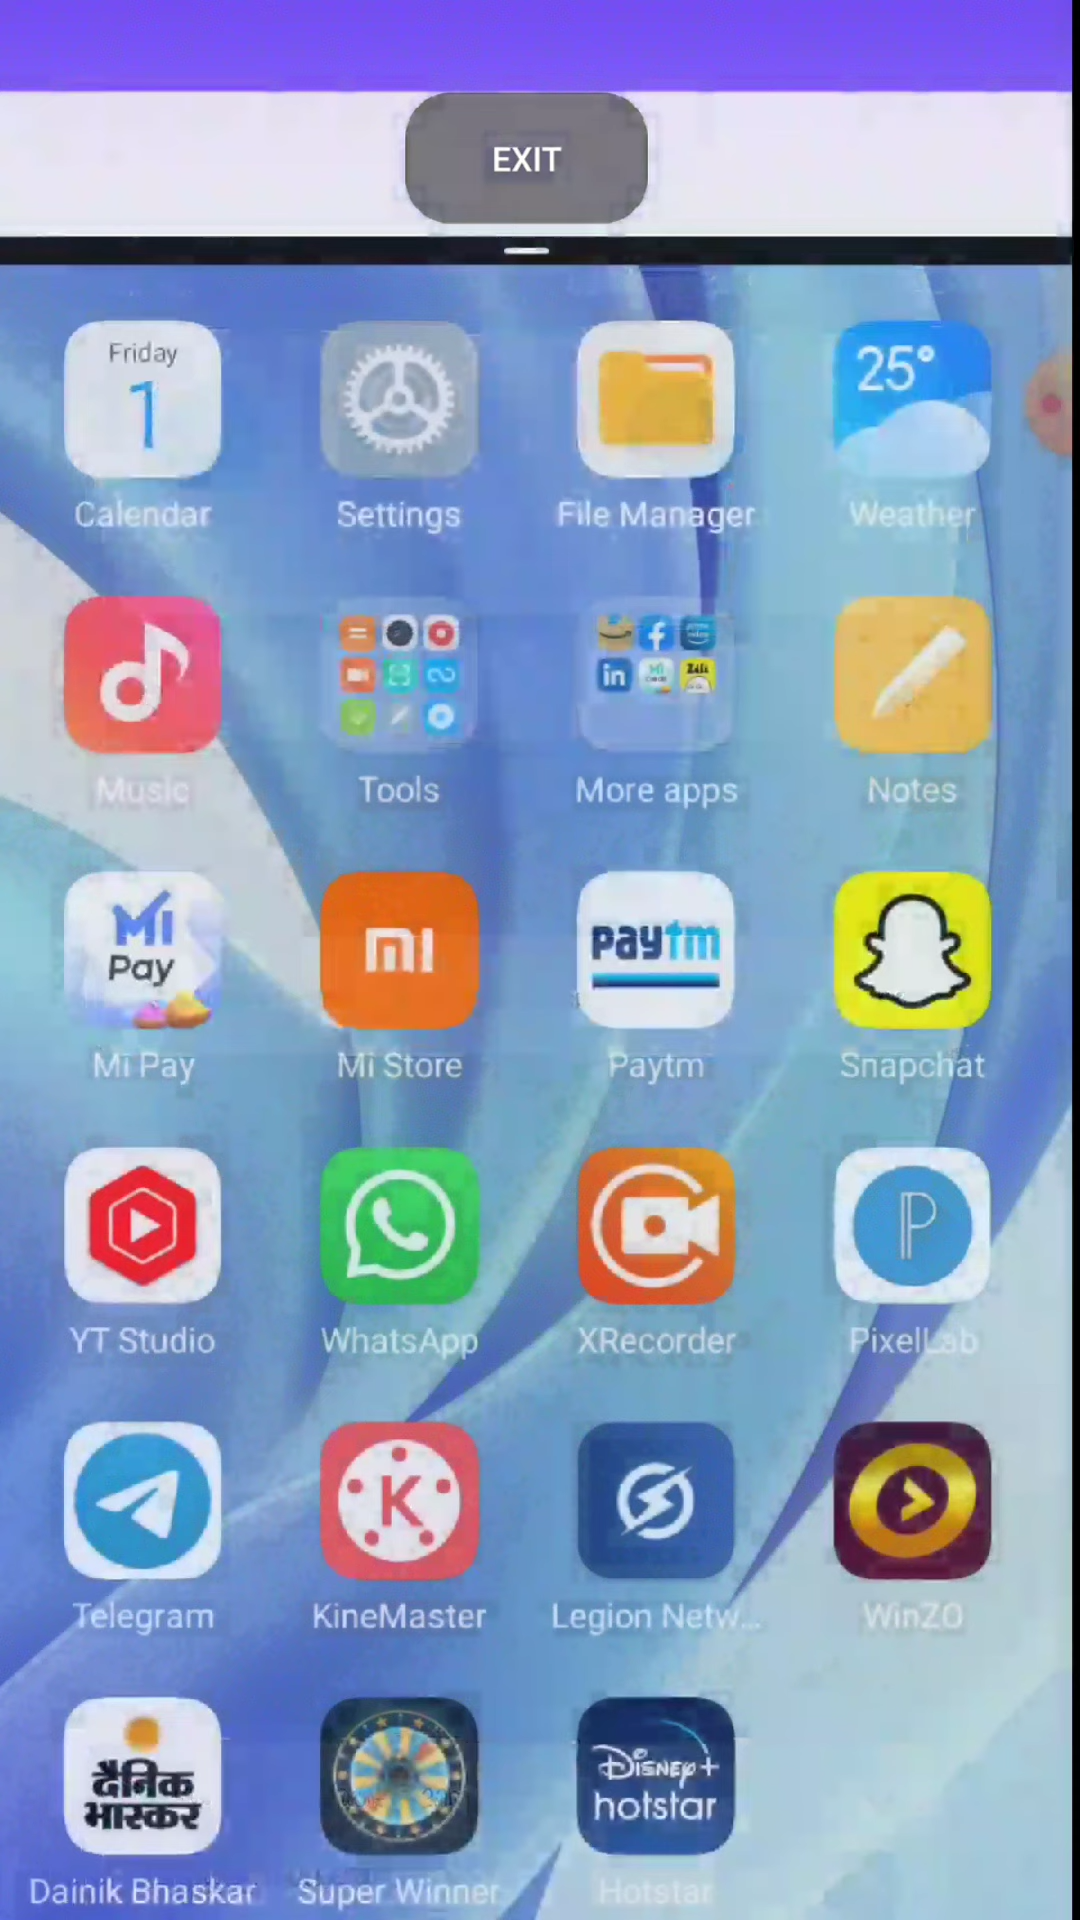 EXIT
Friday
1
25°
Calendar
Settings
File Manager
Weather
Music
Tools
More apps
Notes
Mi
Pay
mi
paytm
Mi Pay
Mi Store
Paytm
Snapchat
P
YT Studio
WhatsApp
XRecorder
PixelLab
K
Telegram
KineMaster
Legion Netw...
WinZO
दैनिक
भास्कर
Disney+
hotstar
Dainik Bhaskar
Super Winner
Hotstar